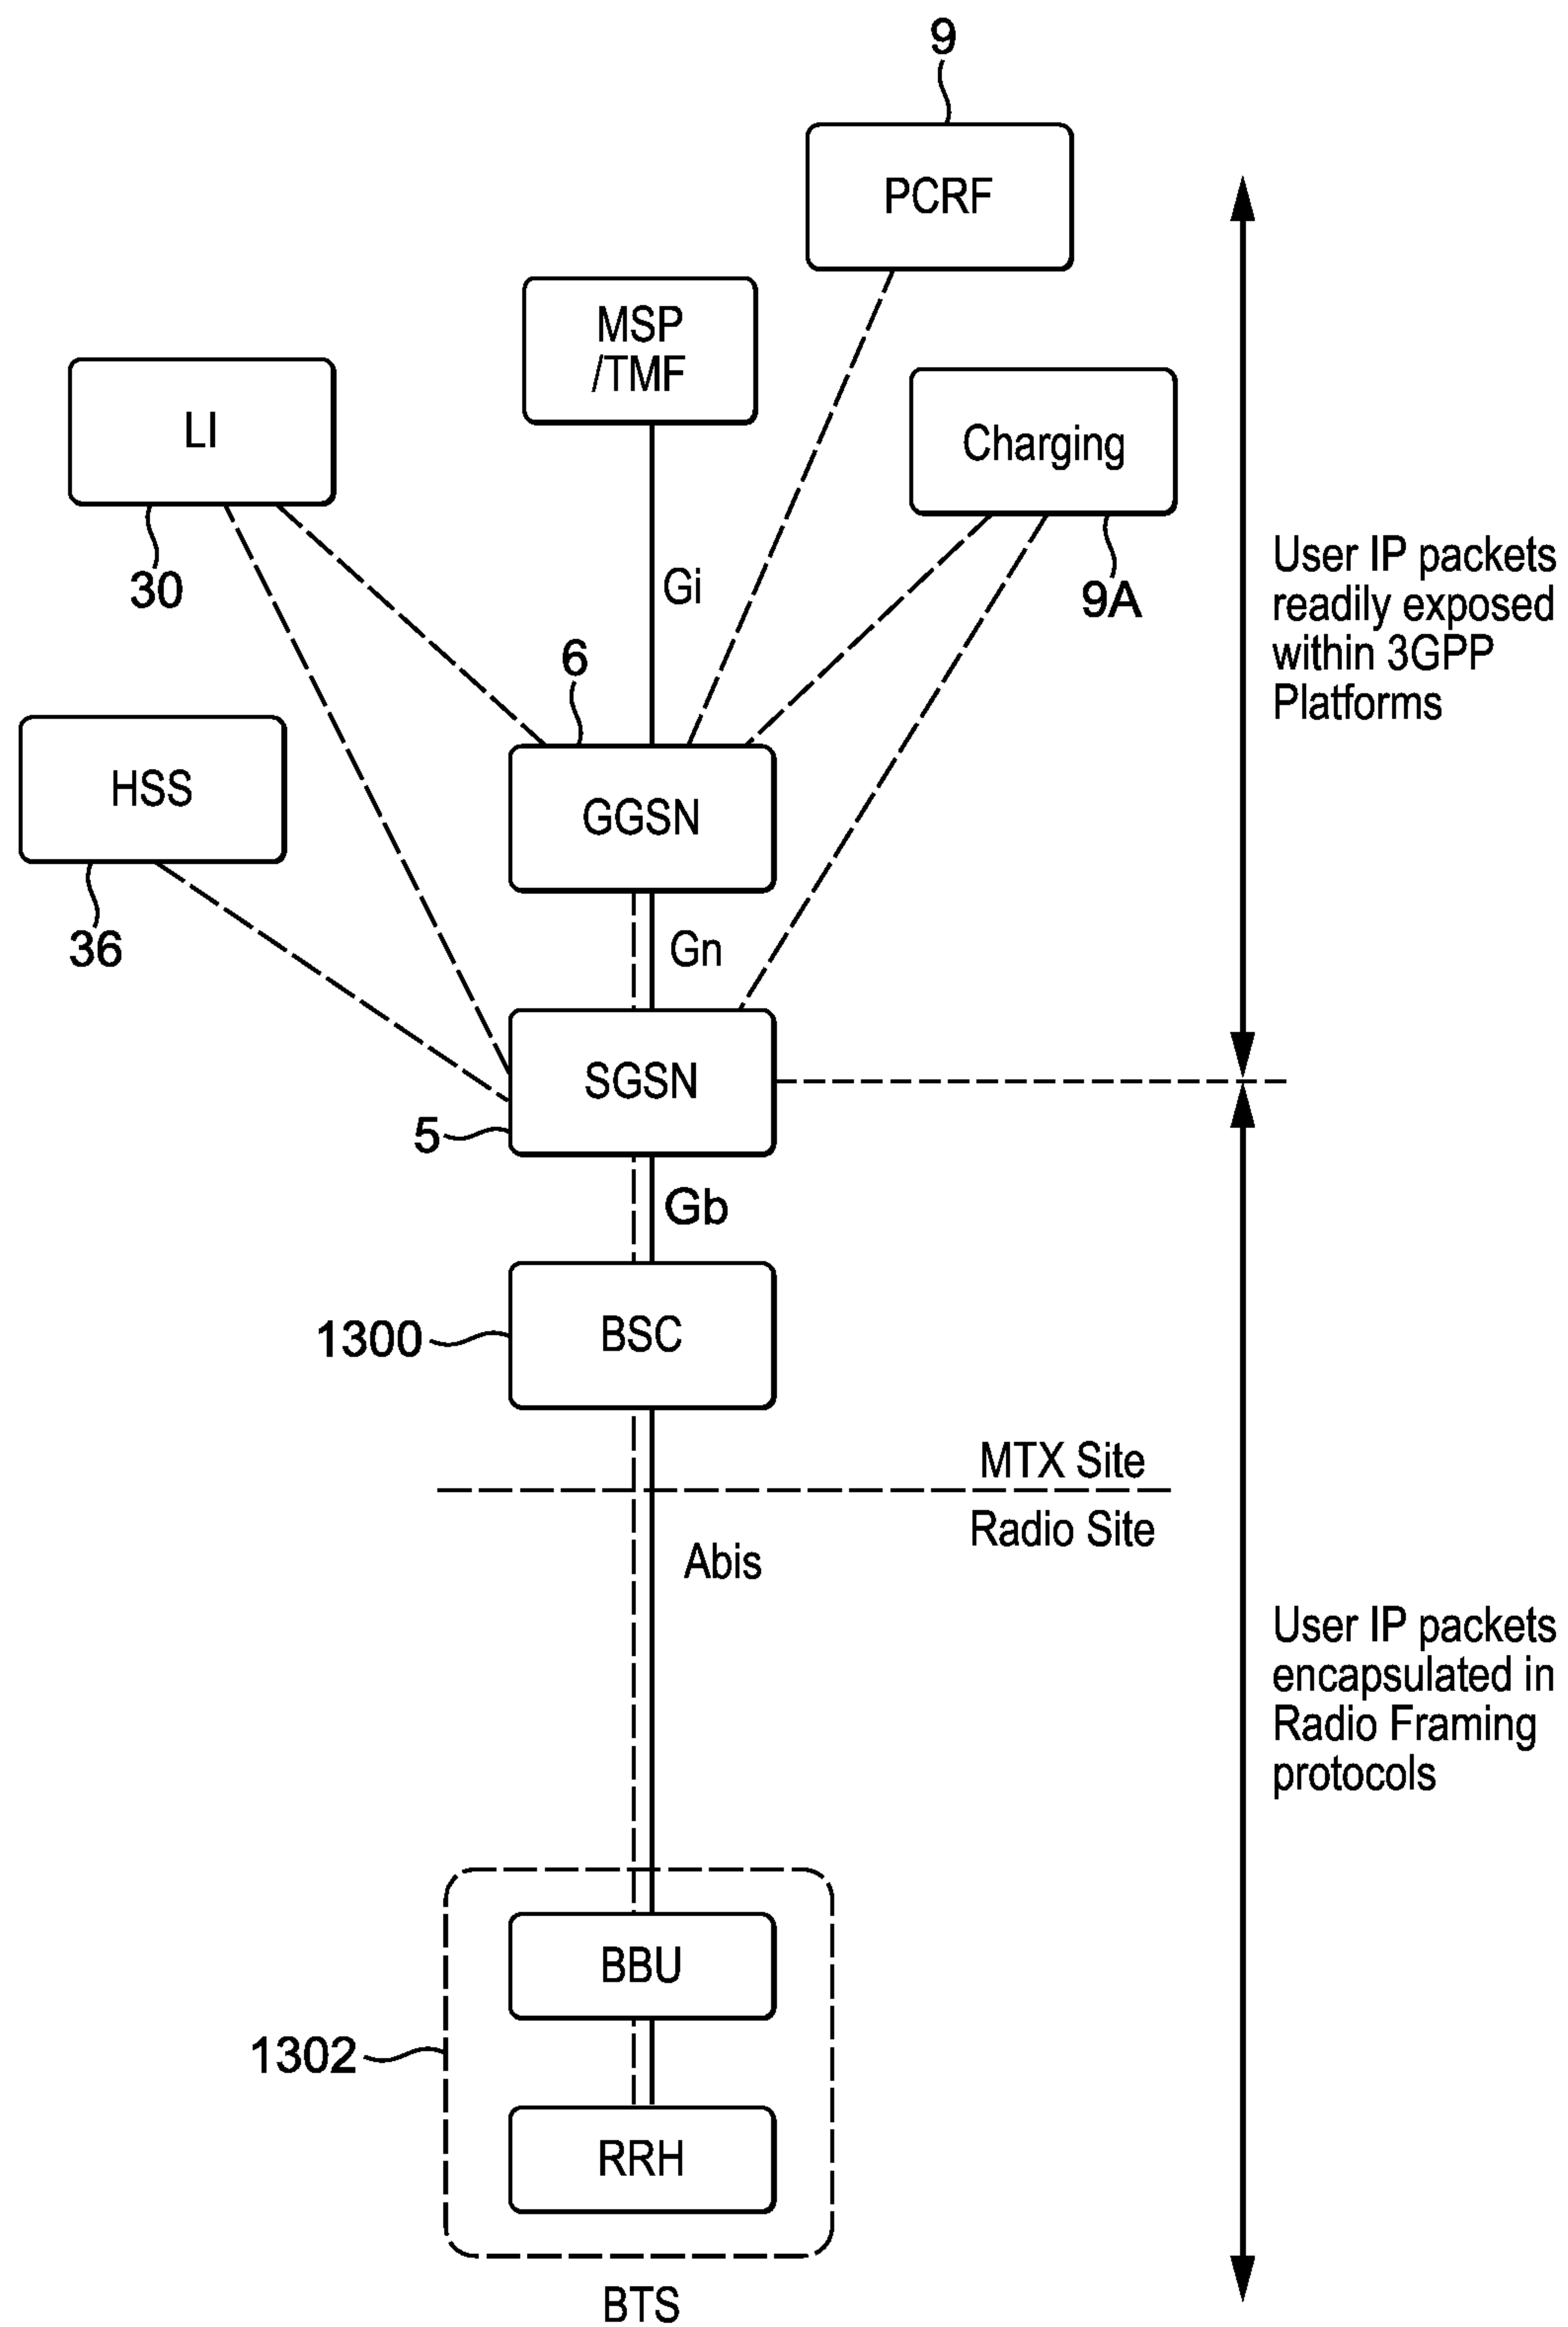 9
PCRF
MSP
/TMF
LI
Charging
30
Gi
9A
User IP packets
readily exposed
within 3GPP
Platforms
6
HSS
GGSN
36
Gn
SGSN
5
Gb
1300
BSC
MTX Site
Radio Site
Abis
User IP packets
encapsulated in
Radio Framing
protocols
BBU
1302
RRH
BTS